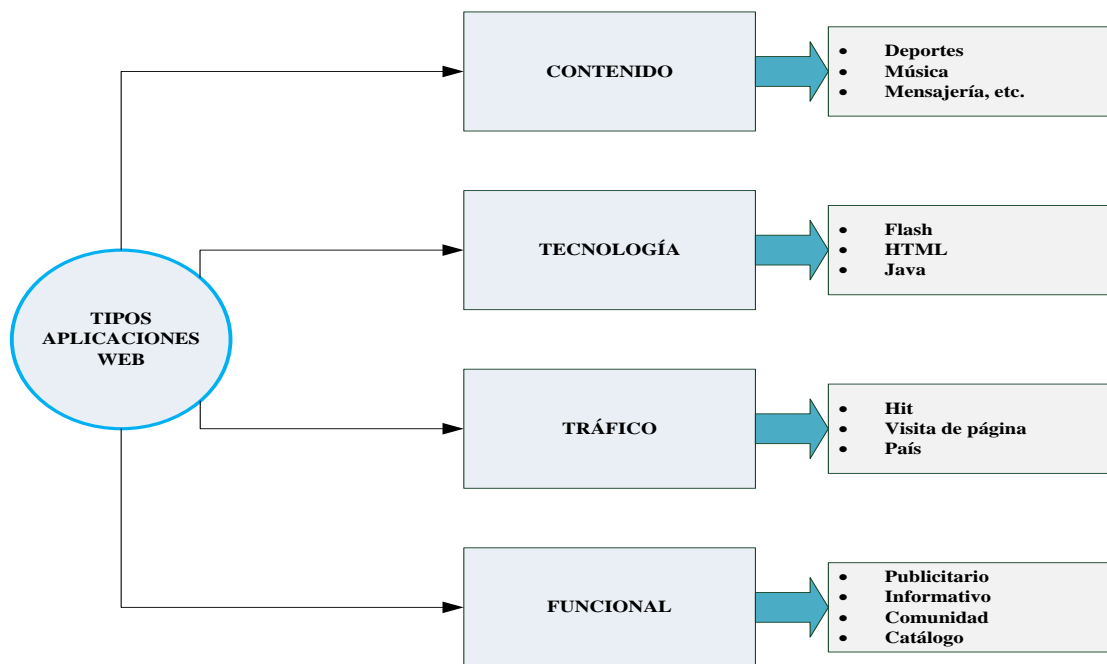 CONTENIDO
• Deportes
• Música
• Mensajería, etc.
TECNOLOGÍA
• Flash
• HTML
• Java
TIPOS
APLICACIONES
WEB
TRÁFICO
• Hit
• Visita de página
• País
FUNCIONAL
• Publicitario
• Informativo
• Comunidad
• Catálogo